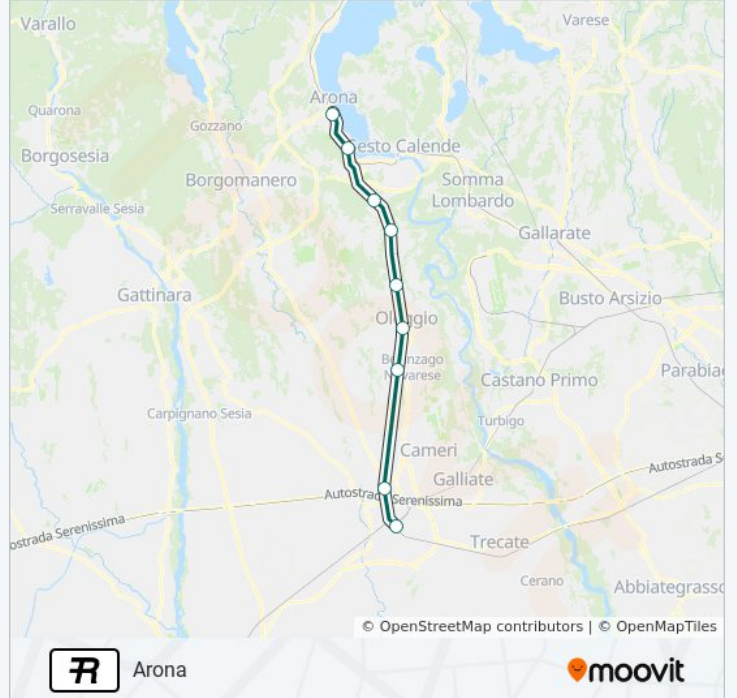 Varallo
Varese
Arona
Quarona
Gozzano
Sesto Calende
Borgosesia
Borgomanero
Somma
Lombardo
Serravalle Sesia
Gallarate
Gattinara
Busto Arsizio
Oleggio
Bellinzago
Novarese
Parabia
Castano Primo
Carpignano Sesia
Turbigo
Cameri
Autostrada S
Galliate
Autostrada Serenissima
ostrada Serenissima
Trecate
Cerano
Abbiategrasso
© OpenStreetMap contributors | © OpenMapTiles
R Arona
moovit